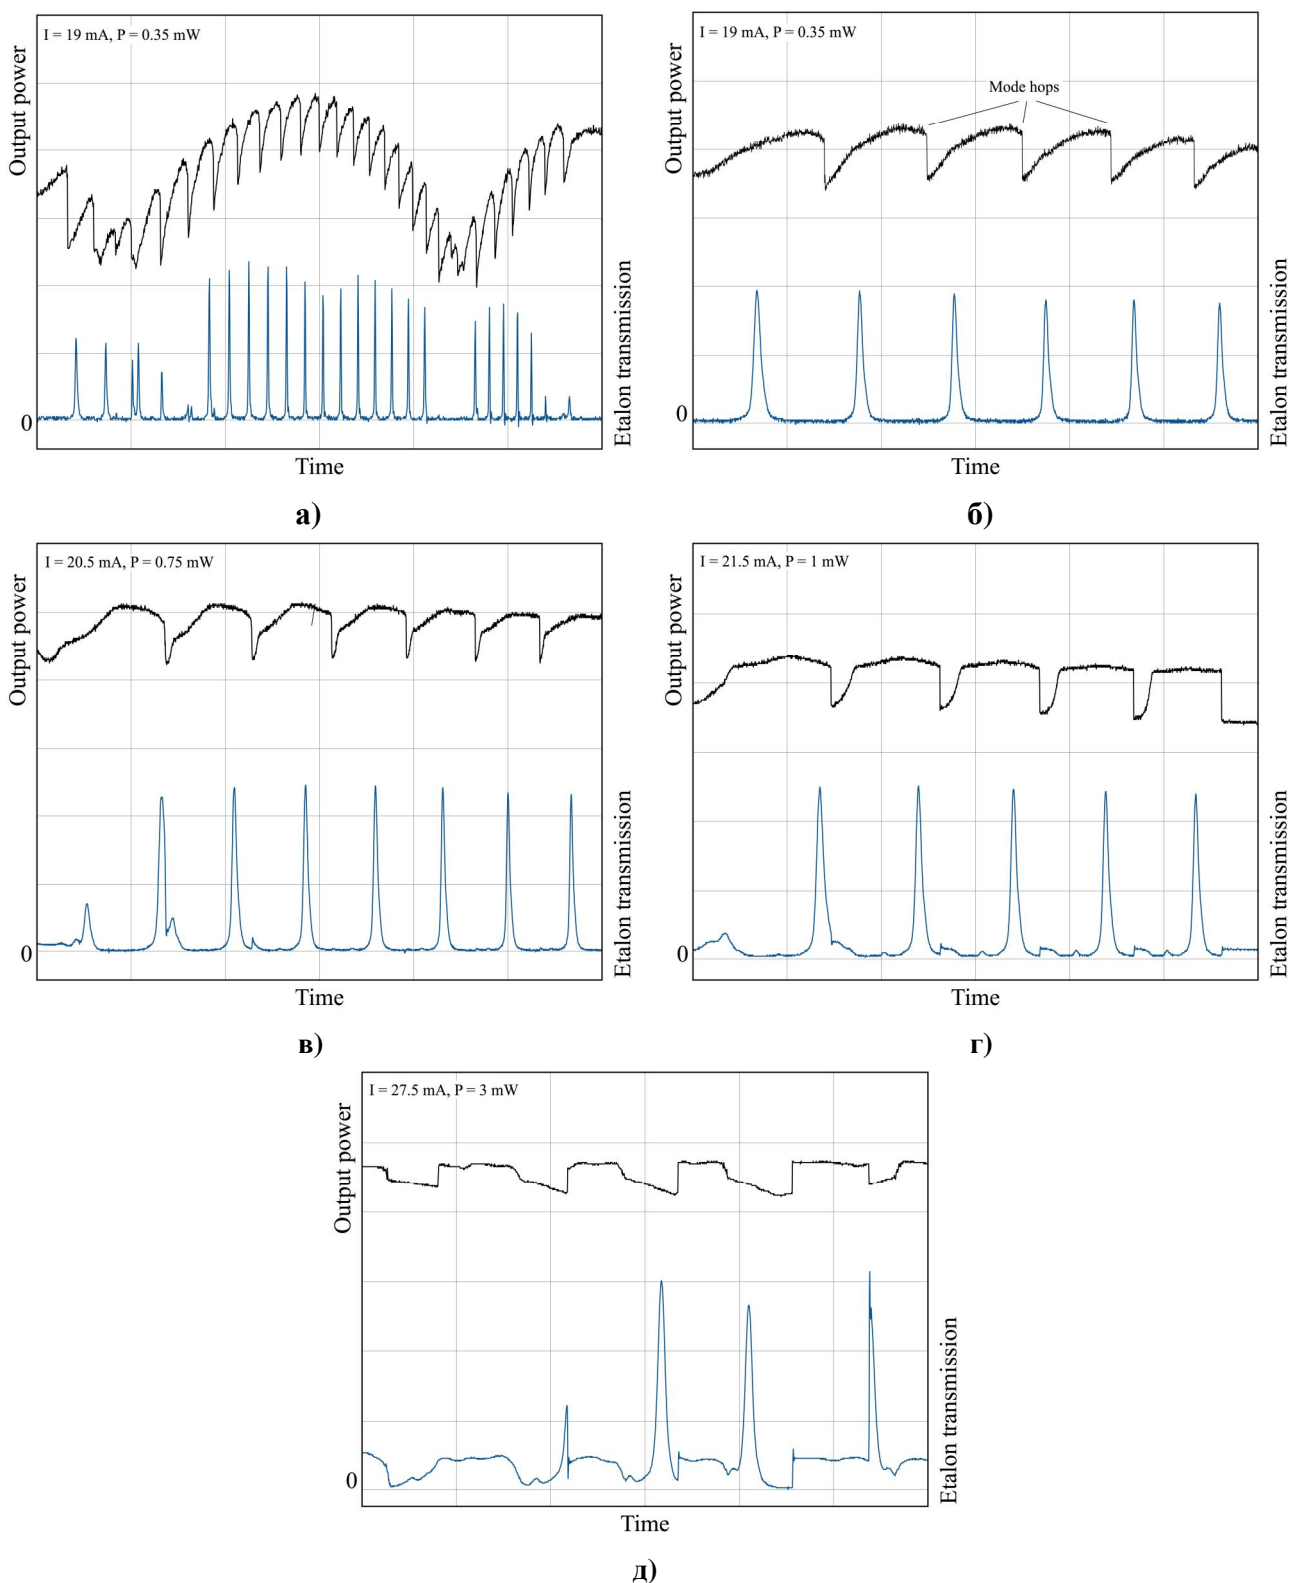 I = 19 mA, P = 0.35 mW
Output power
0
Etalon transmission
Time
а)
I = 19 mA, P = 0.35 mW
Mode hops
Output power
0
Etalon transmission
Time
б)
I = 20.5 mA, P = 0.75 mW
Output power
0
Etalon transmission
Time
в)
I = 21.5 mA, P = 1 mW
Output power
0
Etalon transmission
Time
г)
I = 27.5 mA, P = 3 mW
Output power
0
Etalon transmission
Time
д)